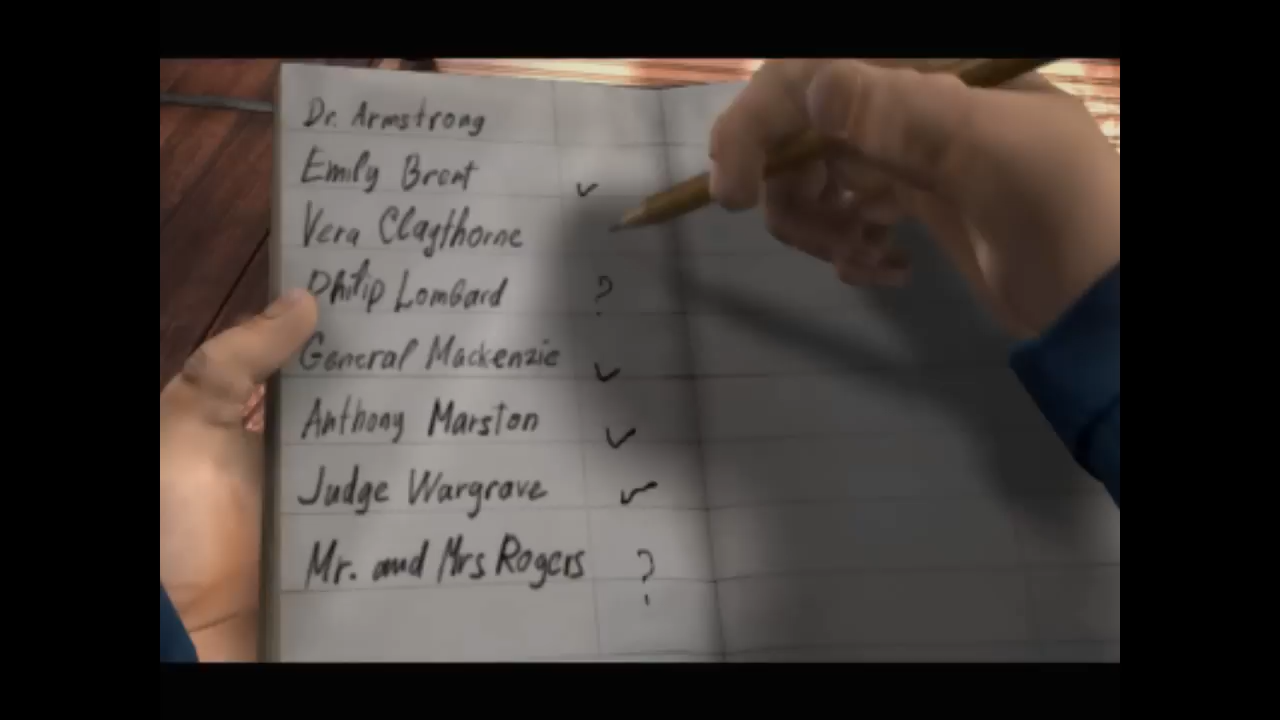 Dr. Armstrong
Emily Brent ✓
Vera Claythorne
Philip Lombard ?
General Mackenzie ✓
Anthony Marston ✓
Judge Wargrave ✓
Mr. and Mrs Rogers ?